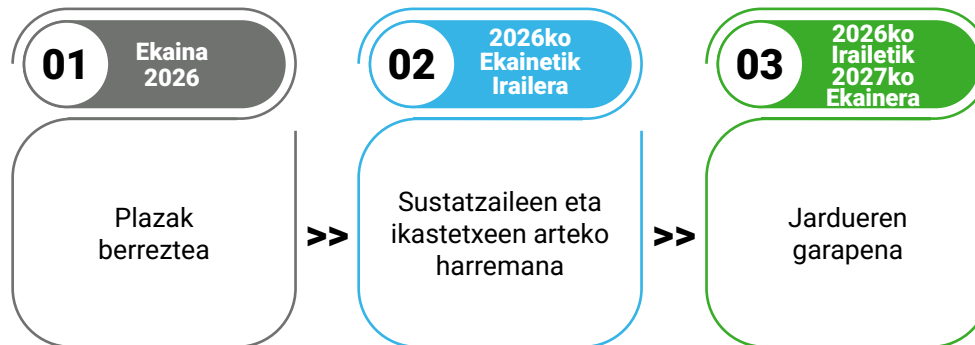 01
Ekaina
2026
Plazak
berreztea
>>
02
2026ko
Ekainetik
Irailera
Sustatzaileen eta
ikastetxeen arteko
harremana
>>
03
2026ko
Irailetik
2027ko
Ekainera
Jardueren
garapena